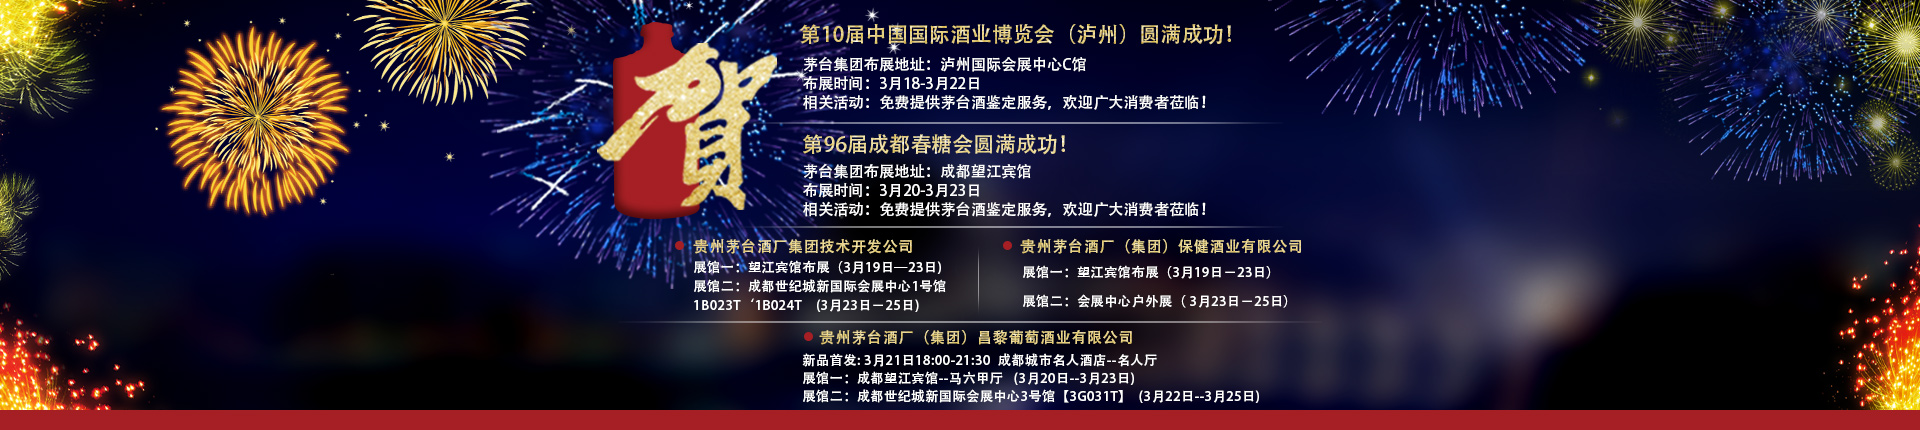 賀
第10届中国国际酒业博览会（泸州）圆满成功！
茅台集团布展地址：泸州国际会展中心C馆
布展时间：3月18-3月22日
相关活动：免费提供茅台酒鉴定服务，欢迎广大消费者莅临！
第96届成都春糖会圆满成功！
茅台集团布展地址：成都望江宾馆
布展时间：3月20-3月23日
相关活动：免费提供茅台酒鉴定服务，欢迎广大消费者莅临！
贵州茅台酒厂集团技术开发公司
展馆一：望江宾馆布展（3月19日—23日）
展馆二：成都世纪城新国际会展中心1号馆
1B023T‘1B024T （3月23日－25日）
贵州茅台酒厂（集团）保健酒业有限公司
展馆一：望江宾馆布展（3月19日－23日）
展馆二：会展中心户外展（ 3月23日－25日）
贵州茅台酒厂（集团）昌黎葡萄酒业有限公司
新品首发: 3月21日18:00-21:30 成都城市名人酒店--名人厅
展馆一：成都望江宾馆--马六甲厅 （3月20日--3月23日）
展馆二：成都世纪城新国际会展中心3号馆【3G031T】（3月22日--3月25日）